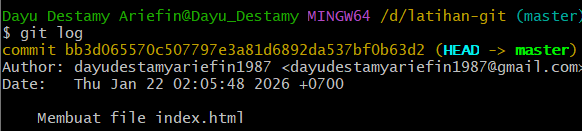 Dayu Destamy Ariefin@Dayu_Destamy MINGW64 /d/latihan-git (master)
$ git log
commit bb3d065570c507797e3a81d6892da537bf0b63d2 (HEAD -> master)
Author: dayudestamyariefin1987 <dayudestamyariefin1987@gmail.com>
Date:   Thu Jan 22 02:05:48 2026 +0700
    Membuat file index.html